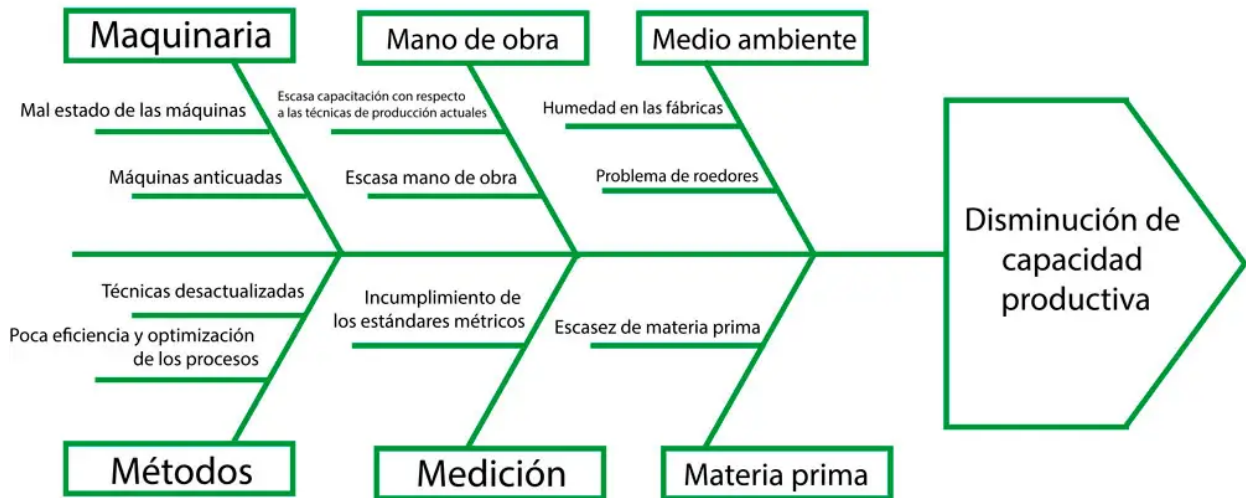 Maquinaria
Mano de obra
Medio ambiente
Mal estado de las máquinas
Máquinas anticuadas
Escasa capacitación con respecto
a las técnicas de producción actuales
Escasa mano de obra
Humedad en las fábricas
Problema de roedores
Disminución de
capacidad
productiva
Técnicas desactualizadas
Poca eficiencia y optimización
de los procesos
Incumplimiento de
los estándares métricos
Escasez de materia prima
Métodos
Medición
Materia prima